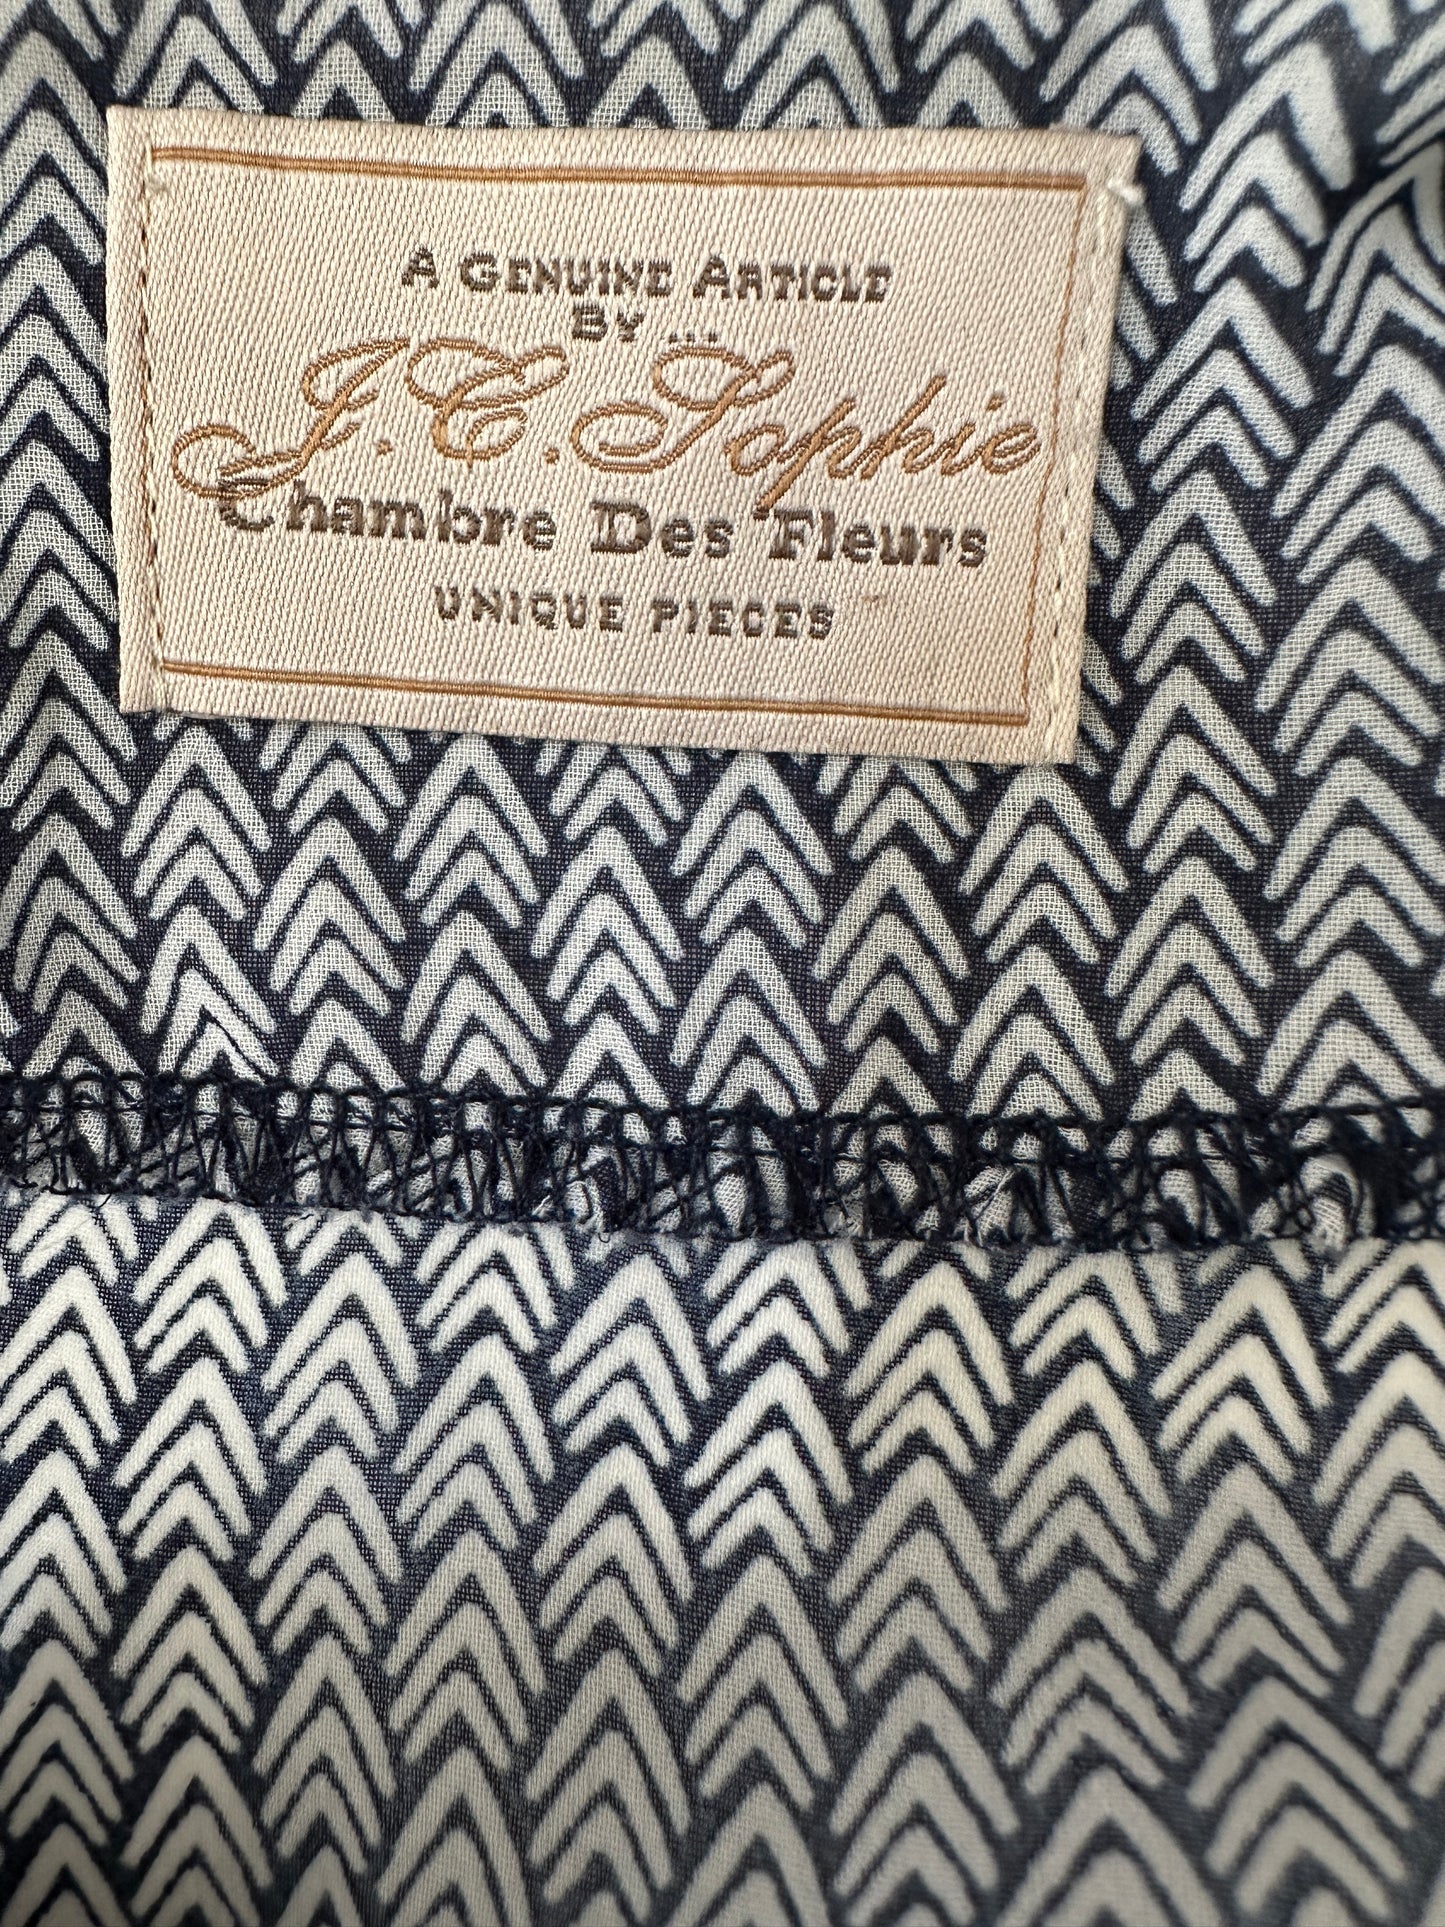 A GENUINE ARTICLE
BY ...
J.C. Sophie
Chambre Des Fleurs
UNIQUE PIECES